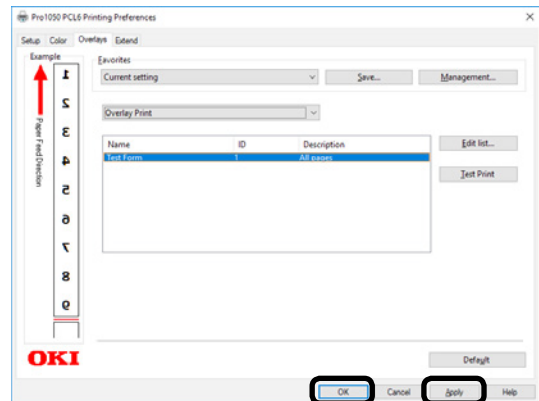 Pro1050 PCL6 Printing Preferences
Setup Color Overlays Extend
Example
Favorites
Current setting
Save...
Management...
Overlay Print
Name ID Description
Test Form 1 All pages
Edit list...
Test Print
Paper Feed Direction
1
2
3
4
5
6
7
8
9
OKI
Default
OK Cancel Apply Help